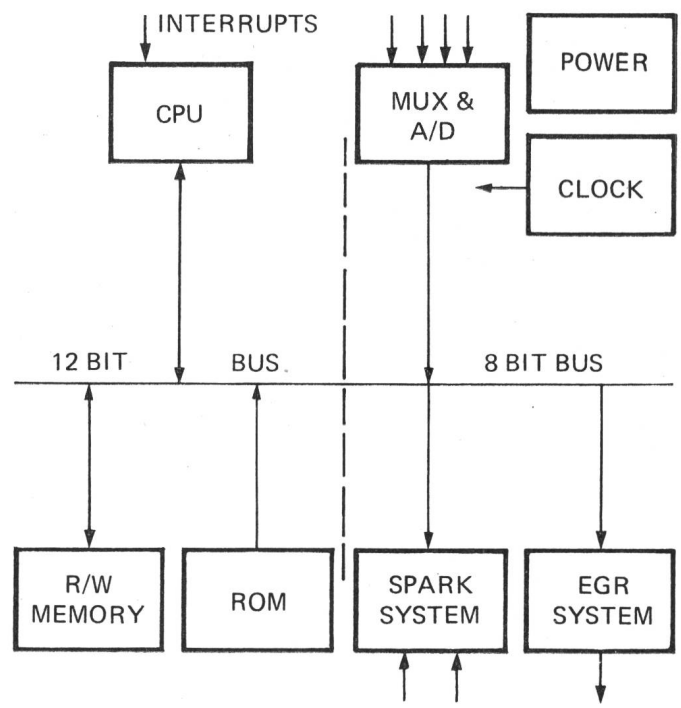 INTERRUPTS
CPU
MUX &
A/D
POWER
CLOCK
12 BIT BUS
8 BIT BUS
R/W
MEMORY
ROM
SPARK
SYSTEM
EGR
SYSTEM